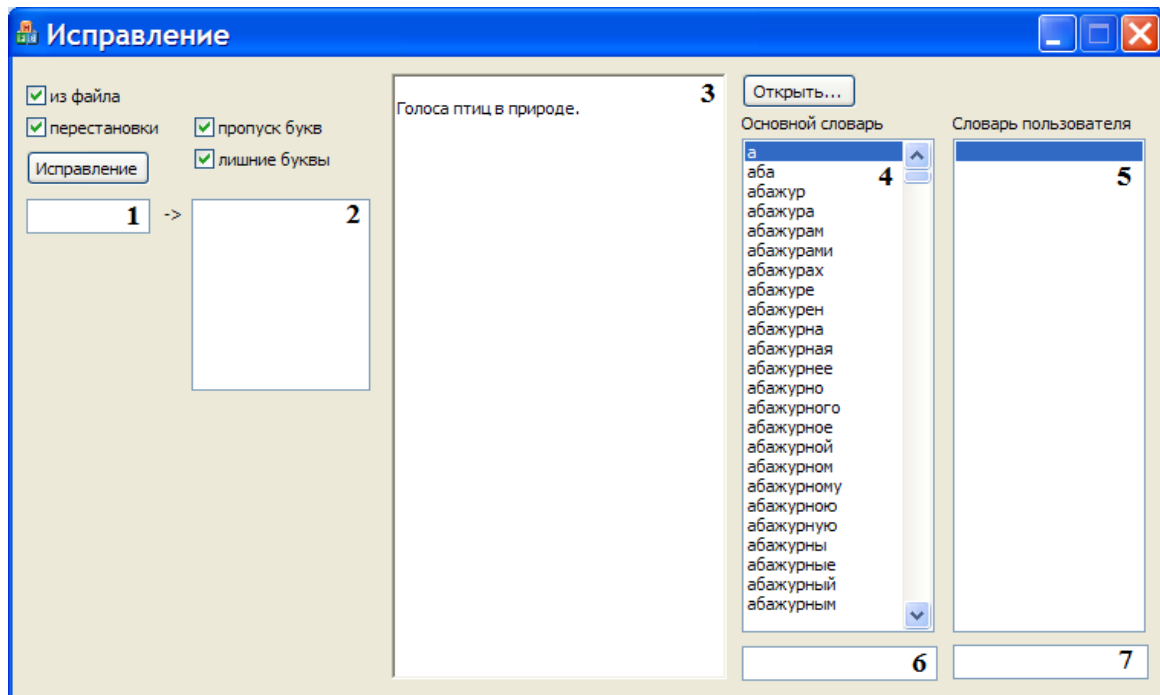 Исправление
из файла
перестановки
пропуск букв
лишние буквы
Исправление
1
->
2
3
Голоса птиц в природе.
Открыть...
Основной словарь
Словарь пользователя
4
5
а
аба
абажур
абажура
абажурам
абажурами
абажурах
абажуре
абажурен
абажурна
абажурная
абажурнее
абажурно
абажурного
абажурное
абажурной
абажурном
абажурному
абажурною
абажурную
абажурны
абажурные
абажурный
абажурным
6
7